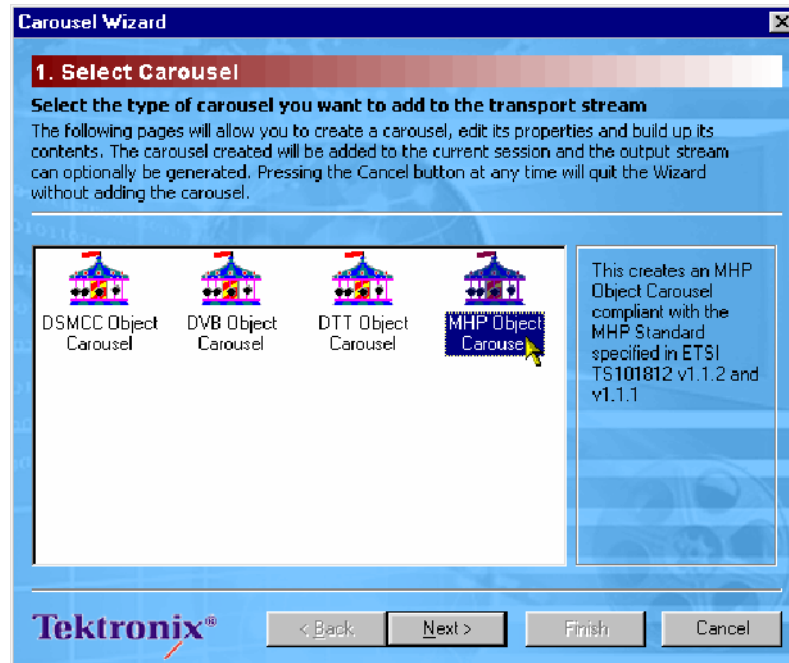 Carousel Wizard
1. Select Carousel
Select the type of carousel you want to add to the transport stream
The following pages will allow you to create a carousel, edit its properties and build up its
contents. The carousel created will be added to the current session and the output stream
can optionally be generated. Pressing the Cancel button at any time will quit the Wizard
without adding the carousel.
DSMCC Object
Carousel
DVB Object
Carousel
DTT Object
Carousel
MHP Object
Carousel
This creates an MHP
Object Carousel
compliant with the
MHP Standard
specified in ETSI
TS101812 v1.1.2 and
v1.1.1
Tektronix®
< Back
Next >
Finish
Cancel